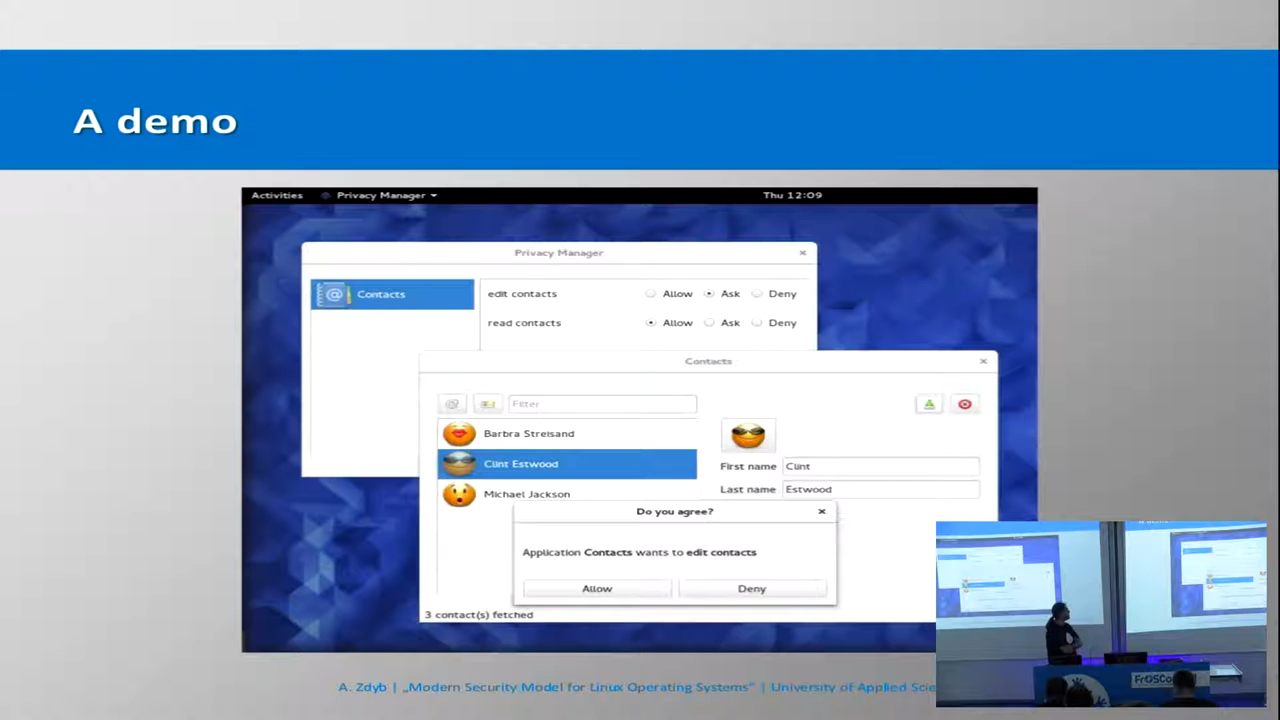 A demo
Activities Privacy Manager Thu 12:09
Privacy Manager
Contacts
edit contacts Allow Ask Deny
read contacts Allow Ask Deny
Contacts
Filter
Barbra Streisand
Clint Estwood
Michael Jackson
First name Clint
Last name Estwood
Do you agree?
Application Contacts wants to edit contacts
Allow Deny
3 contact(s) fetched
A. Zdyb | „Modern Security Model for Linux Operating Systems" | University of Applied Scie